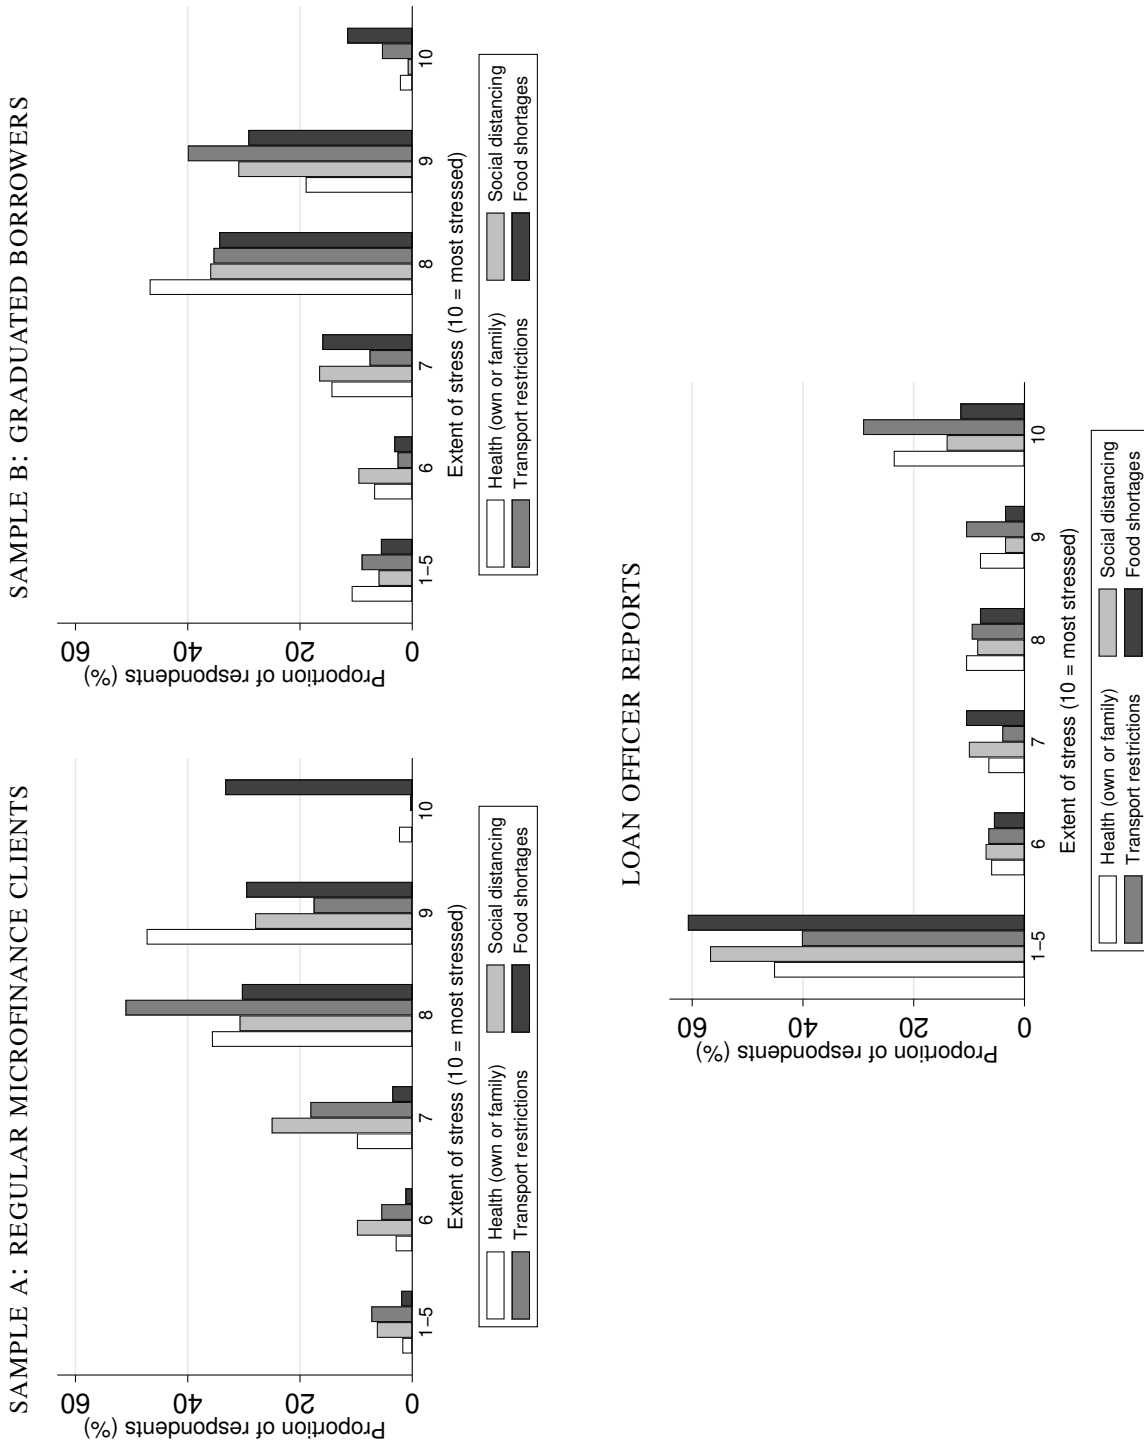 SAMPLE A: REGULAR MICROFINANCE CLIENTS
Proportion of respondents (%)
60
40
20
0
1–5 6 7 8 9 10
Extent of stress (10 = most stressed)
Health (own or family) Social distancing
Transport restrictions Food shortages
SAMPLE B: GRADUATED BORROWERS
Proportion of respondents (%)
60
40
20
0
1–5 6 7 8 9 10
Extent of stress (10 = most stressed)
Health (own or family) Social distancing
Transport restrictions Food shortages
LOAN OFFICER REPORTS
Proportion of respondents (%)
60
40
20
0
1–5 6 7 8 9 10
Extent of stress (10 = most stressed)
Health (own or family) Social distancing
Transport restrictions Food shortages